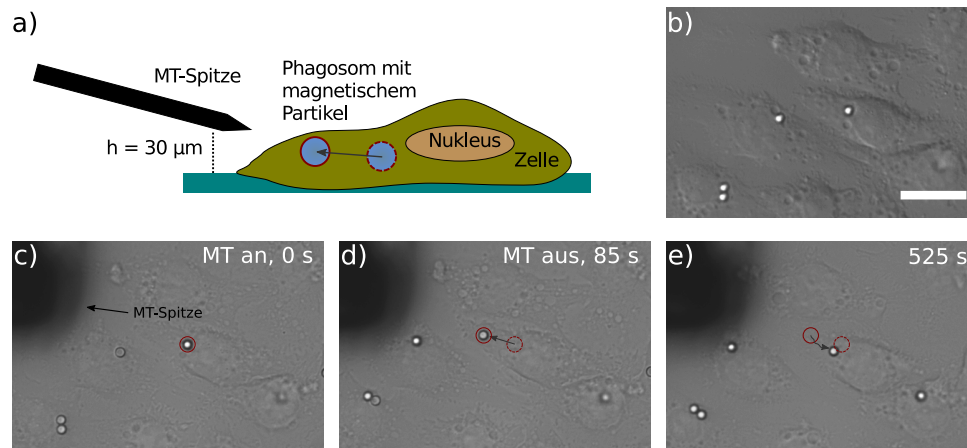 a)
MT-Spitze
Phagosom mit
magnetischem
Partikel
h = 30 µm
Nukleus
Zelle
b)
c)
MT an, 0 s
MT-Spitze
d)
MT aus, 85 s
e)
525 s